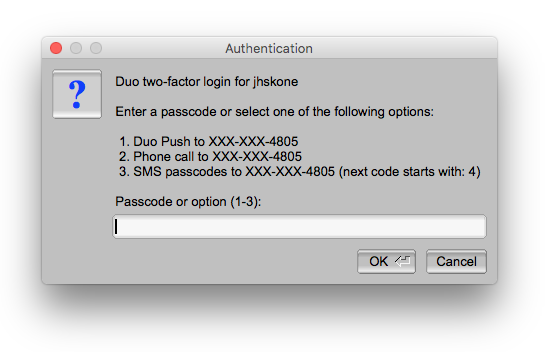 Authentication
Duo two-factor login for jhskone
Enter a passcode or select one of the following options:
1. Duo Push to XXX-XXX-4805
2. Phone call to XXX-XXX-4805
3. SMS passcodes to XXX-XXX-4805 (next code starts with: 4)
Passcode or option (1-3):
OK
Cancel